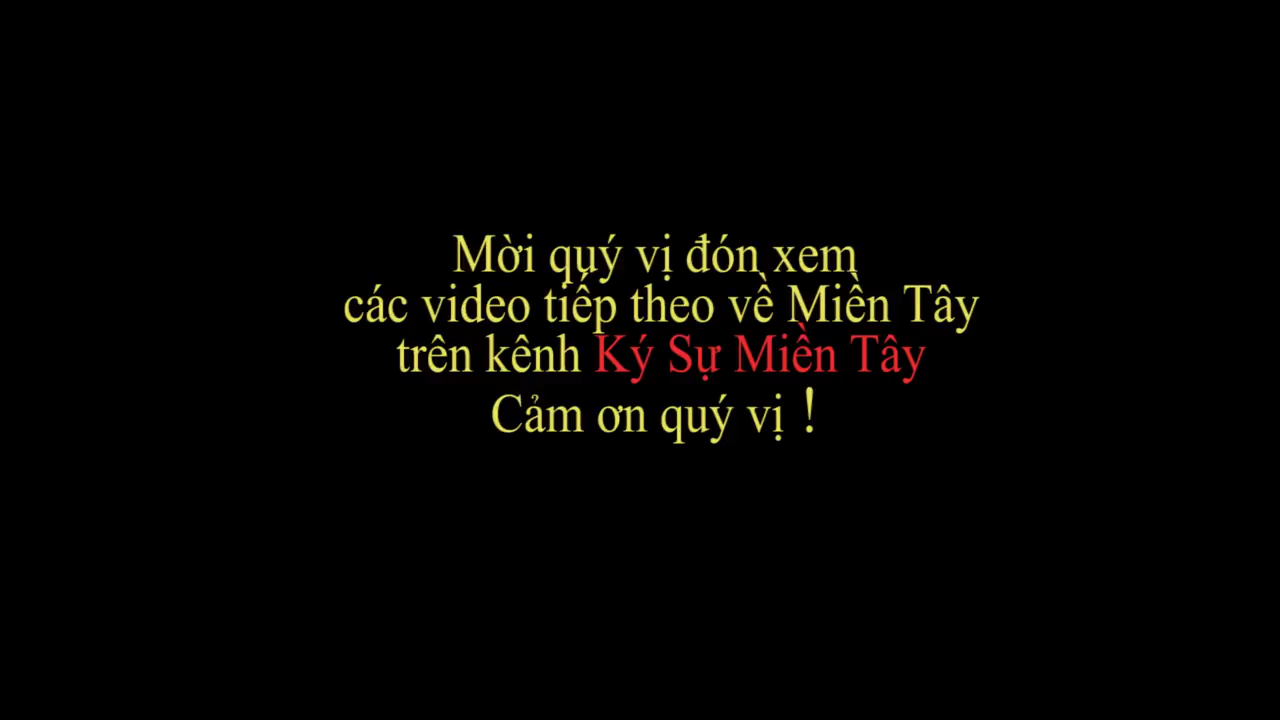 Mời quý vị đón xem
các video tiếp theo về Miền Tây
trên kênh Ký Sự Miền Tây
Cảm ơn quý vị !